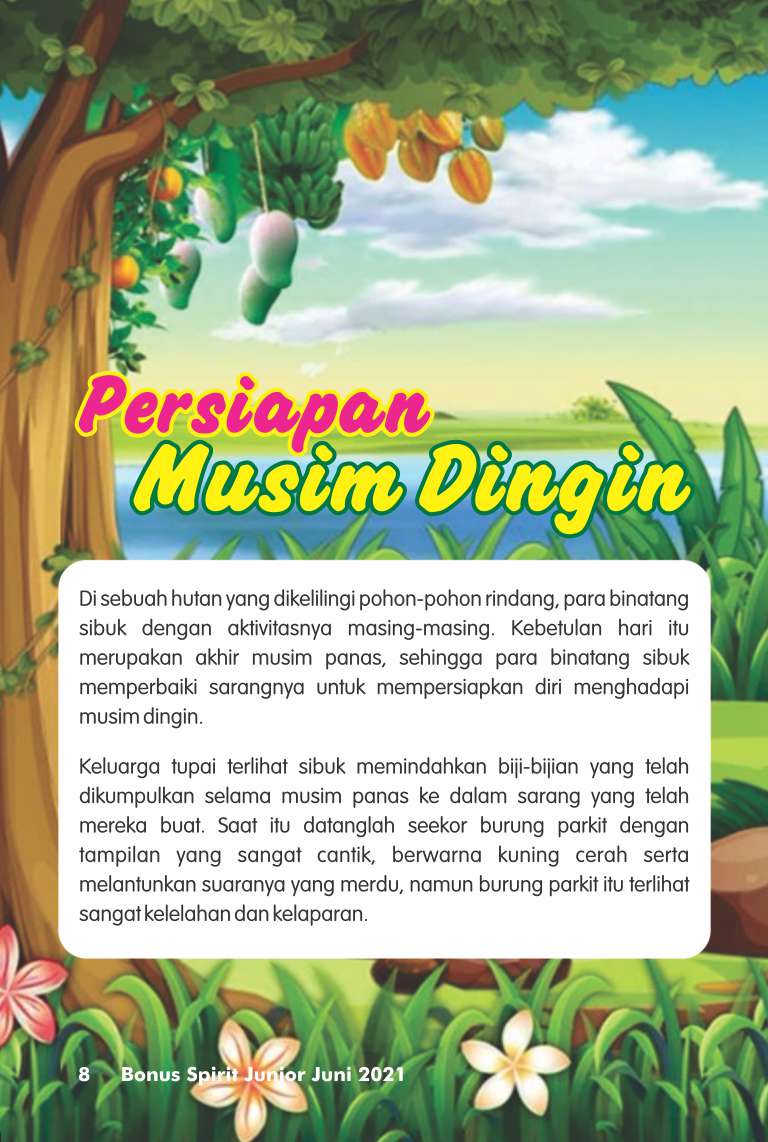 Persiapan
Musim Dingin
Di sebuah hutan yang dikelilingi pohon-pohon rindang, para binatang
sibuk dengan aktivitasnya masing-masing. Kebetulan hari itu
merupakan akhir musim panas, sehingga para binatang sibuk
memperbaiki sarangnya untuk mempersiapkan diri menghadapi
musim dingin.
Keluarga tupai terlihat sibuk memindahkan biji-bijian yang telah
dikumpulkan selama musim panas ke dalam sarang yang telah
mereka buat. Saat itu datanglah seekor burung parkit dengan
tampilan yang sangat cantik, berwarna kuning cerah serta
melantunkan suaranya yang merdu, namun burung parkit itu terlihat
sangat kelelahan dan kelaparan.
8 Bonus Spirit Junior Juni 2021